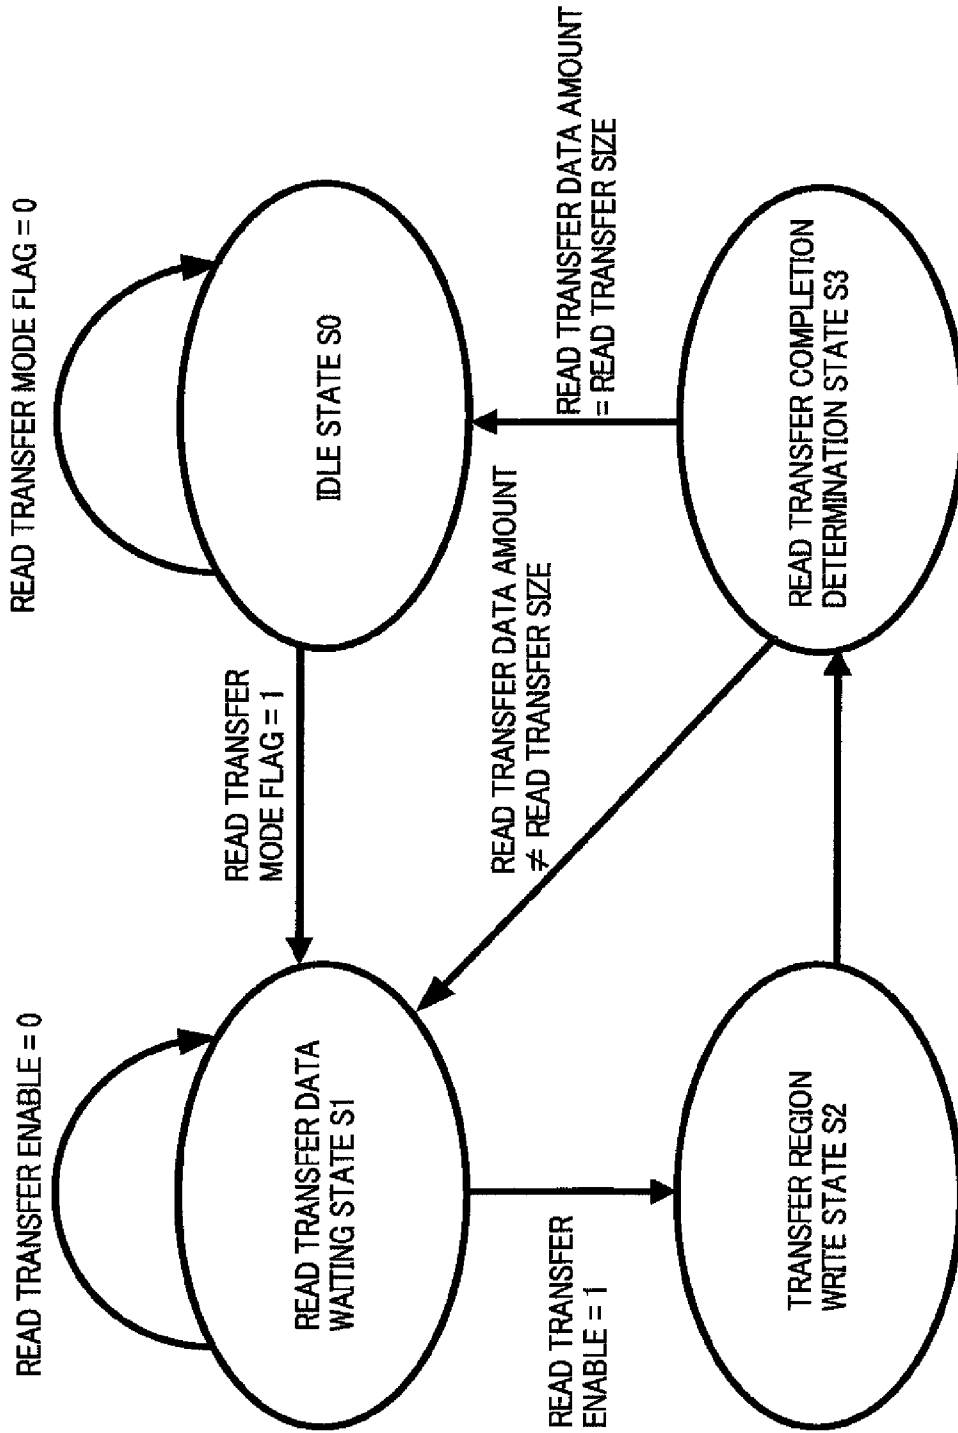 READ TRANSFER ENABLE = 0
READ TRANSFER MODE FLAG = 0
READ TRANSFER DATA
WAITING STATE S1
READ TRANSFER
MODE FLAG = 1
IDLE STATE S0
READ TRANSFER DATA AMOUNT
≠ READ TRANSFER SIZE
READ TRANSFER
ENABLE = 1
READ TRANSFER DATA AMOUNT
= READ TRANSFER SIZE
TRANSFER REGION
WRITE STATE S2
READ TRANSFER COMPLETION
DETERMINATION STATE S3